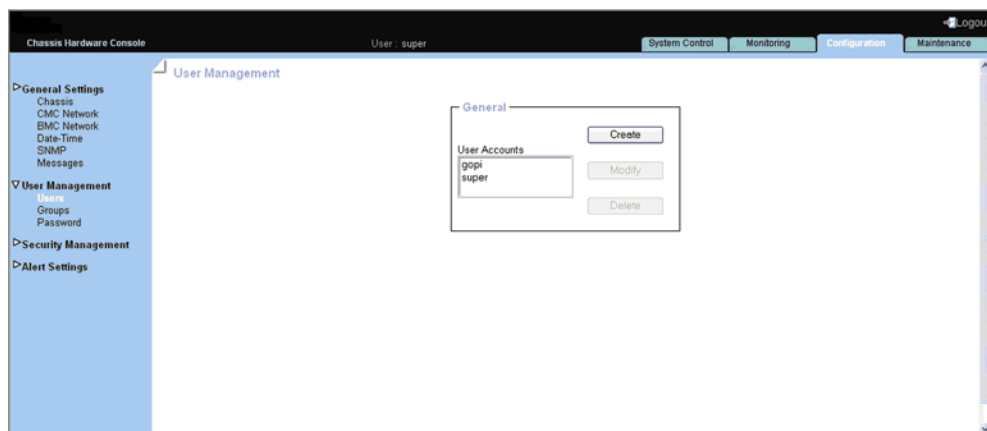 Logou
Chassis Hardware Console
User : super
System Control
Monitoring
Configuration
Maintenance
User Management
General Settings
Chassis
CMC Network
BMC Network
Date-Time
SNMP
Messages
User Management
Users
Groups
Password
Security Management
Alert Settings
General
User Accounts
gopi
super
Create
Modify
Delete